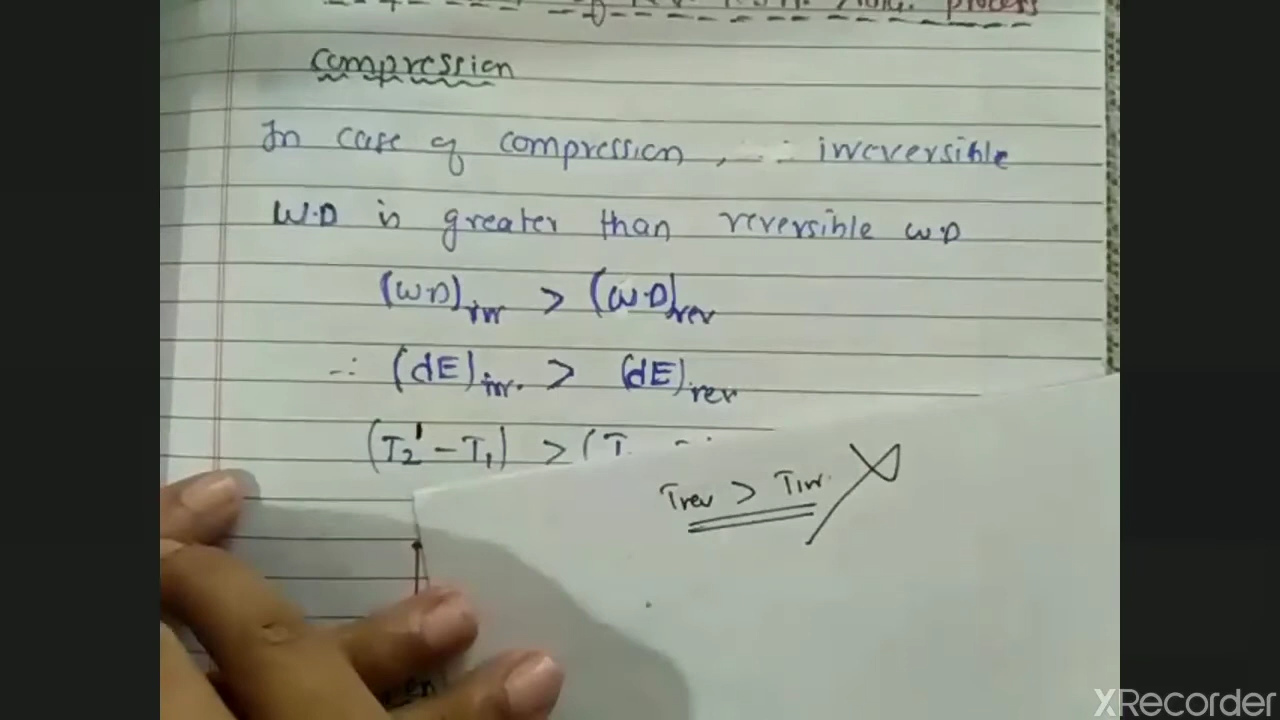 process
Compression
In case of compression, ∴ irreversible
W.D is greater than reversible W.D
(W.D)irr > (W.D)rev
∴ (dE)irr. > (dE)rev
(T₂' - T₁) > (T
Trev > Tirr
XRecorder